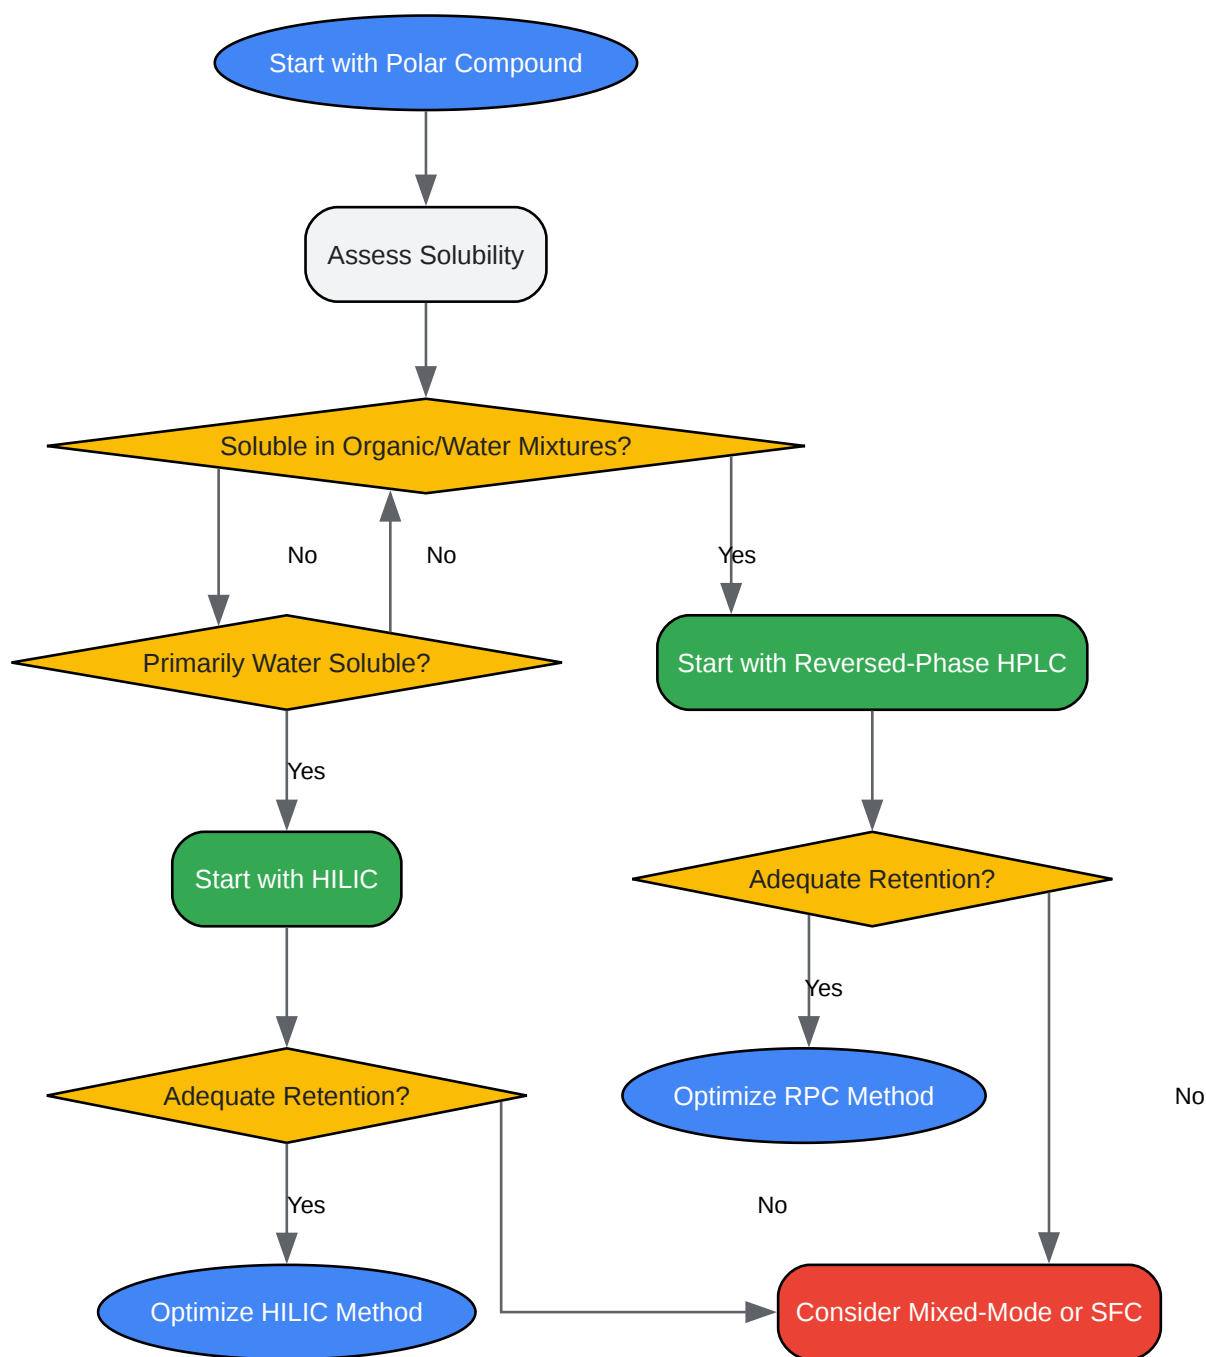 Start with Polar Compound
Assess Solubility
Soluble in Organic/Water Mixtures?
No
No
Yes
Primarily Water Soluble?
Start with Reversed-Phase HPLC
Yes
Start with HILIC
Adequate Retention?
Yes
Adequate Retention?
Optimize RPC Method
No
Yes
No
Optimize HILIC Method
Consider Mixed-Mode or SFC